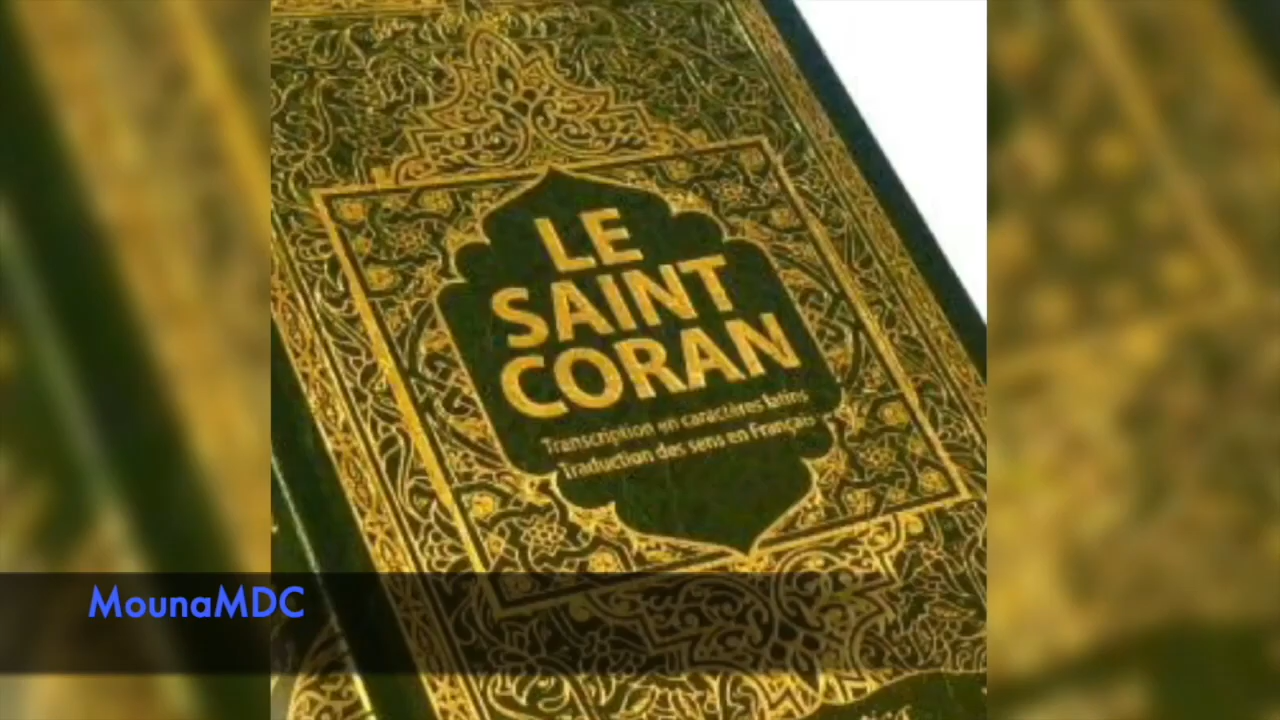 LE
SAINT
CORAN
Transcription en caractères latins
Traduction des sens en Français
MounaMDC